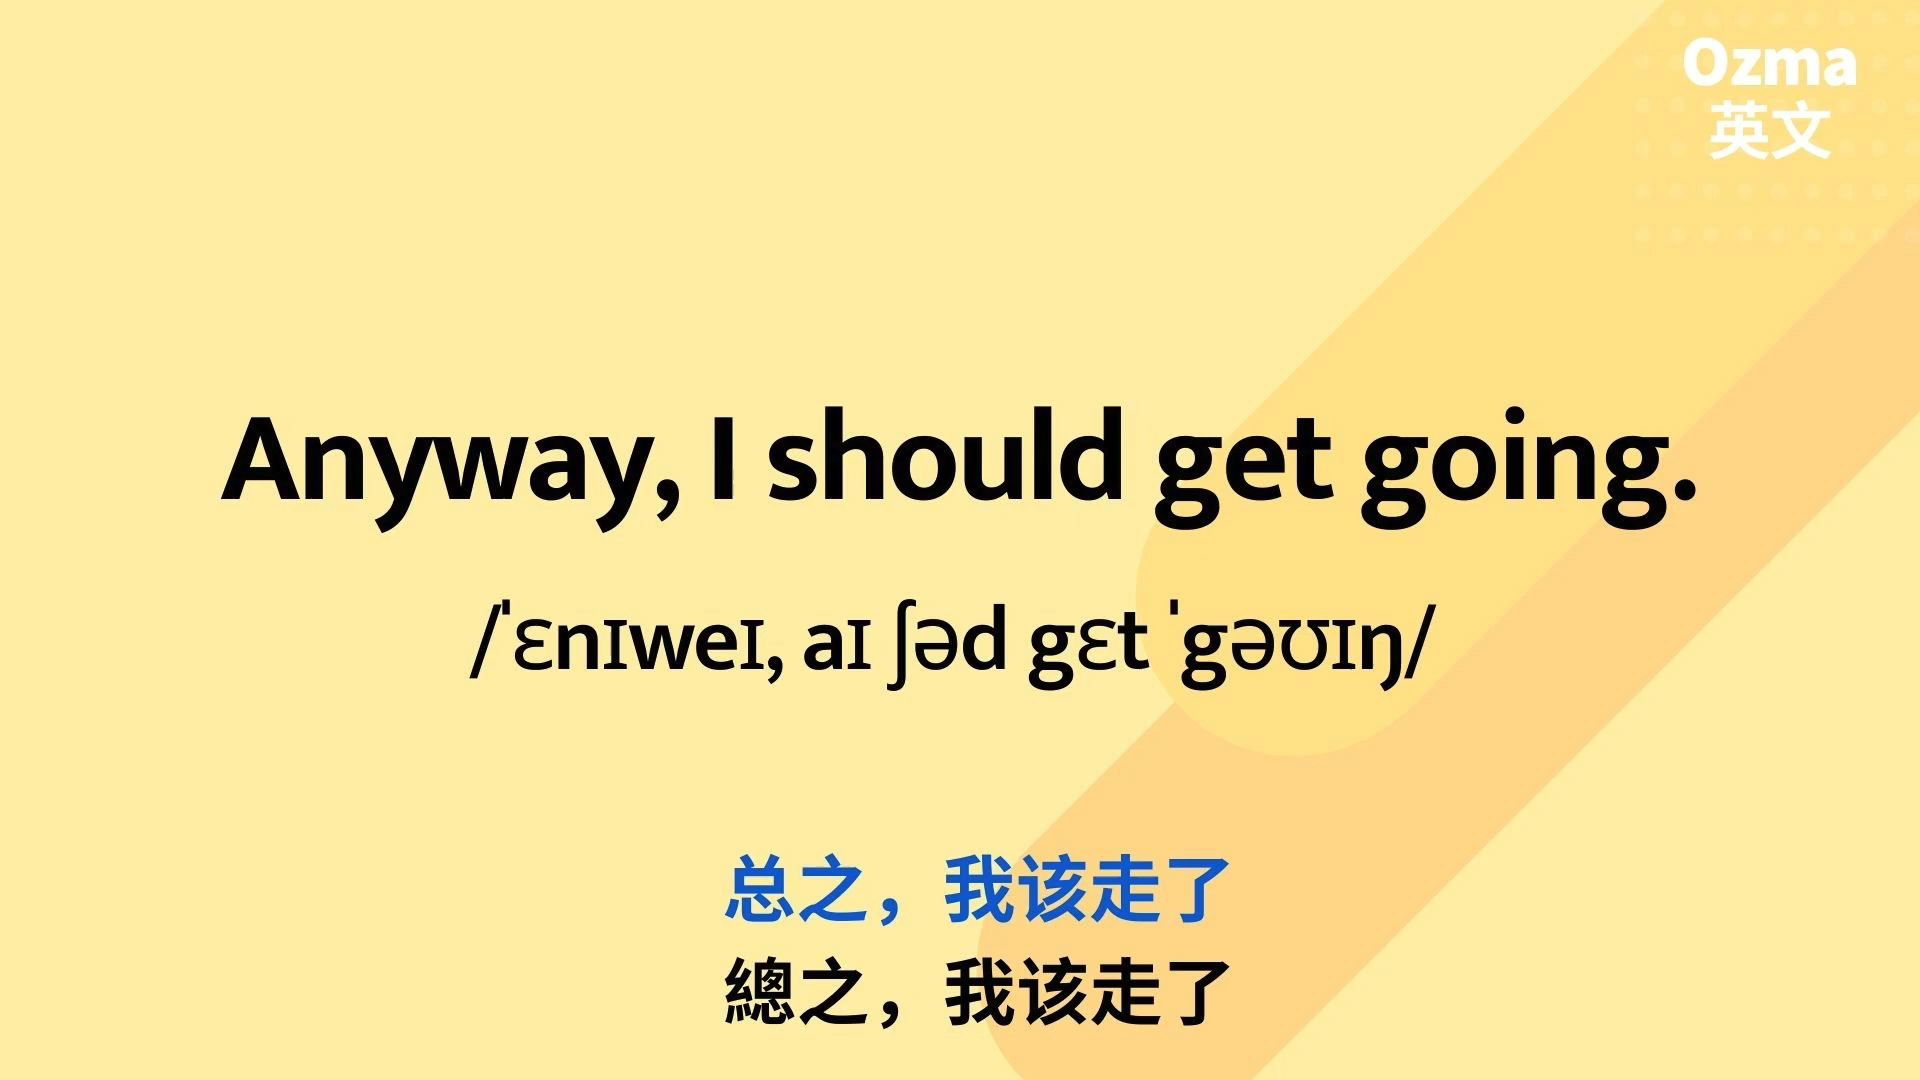 Ozma
英文
Anyway, I should get going.
/ˈɛnɪweɪ, aɪ ʃəd gɛt ˈgəʊɪŋ/
总之，我该走了
總之，我该走了